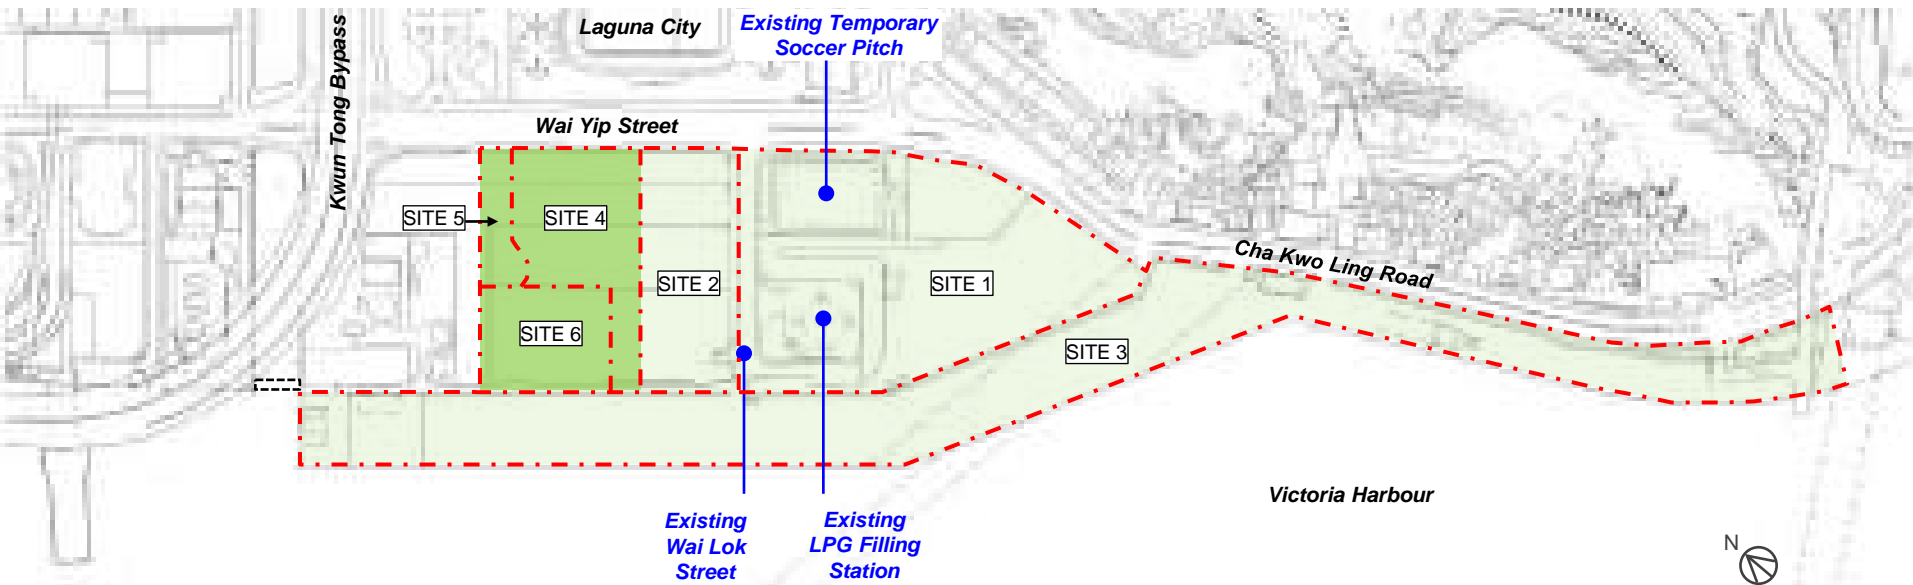 Laguna City
Existing Temporary
Soccer Pitch
Kwun Tong Bypass
Wai Yip Street
SITE 5
SITE 4
SITE 2
SITE 1
Cha Kwo Ling Road
SITE 6
SITE 3
Victoria Harbour
Existing
Wai Lok
Street
Existing
LPG Filling
Station
N